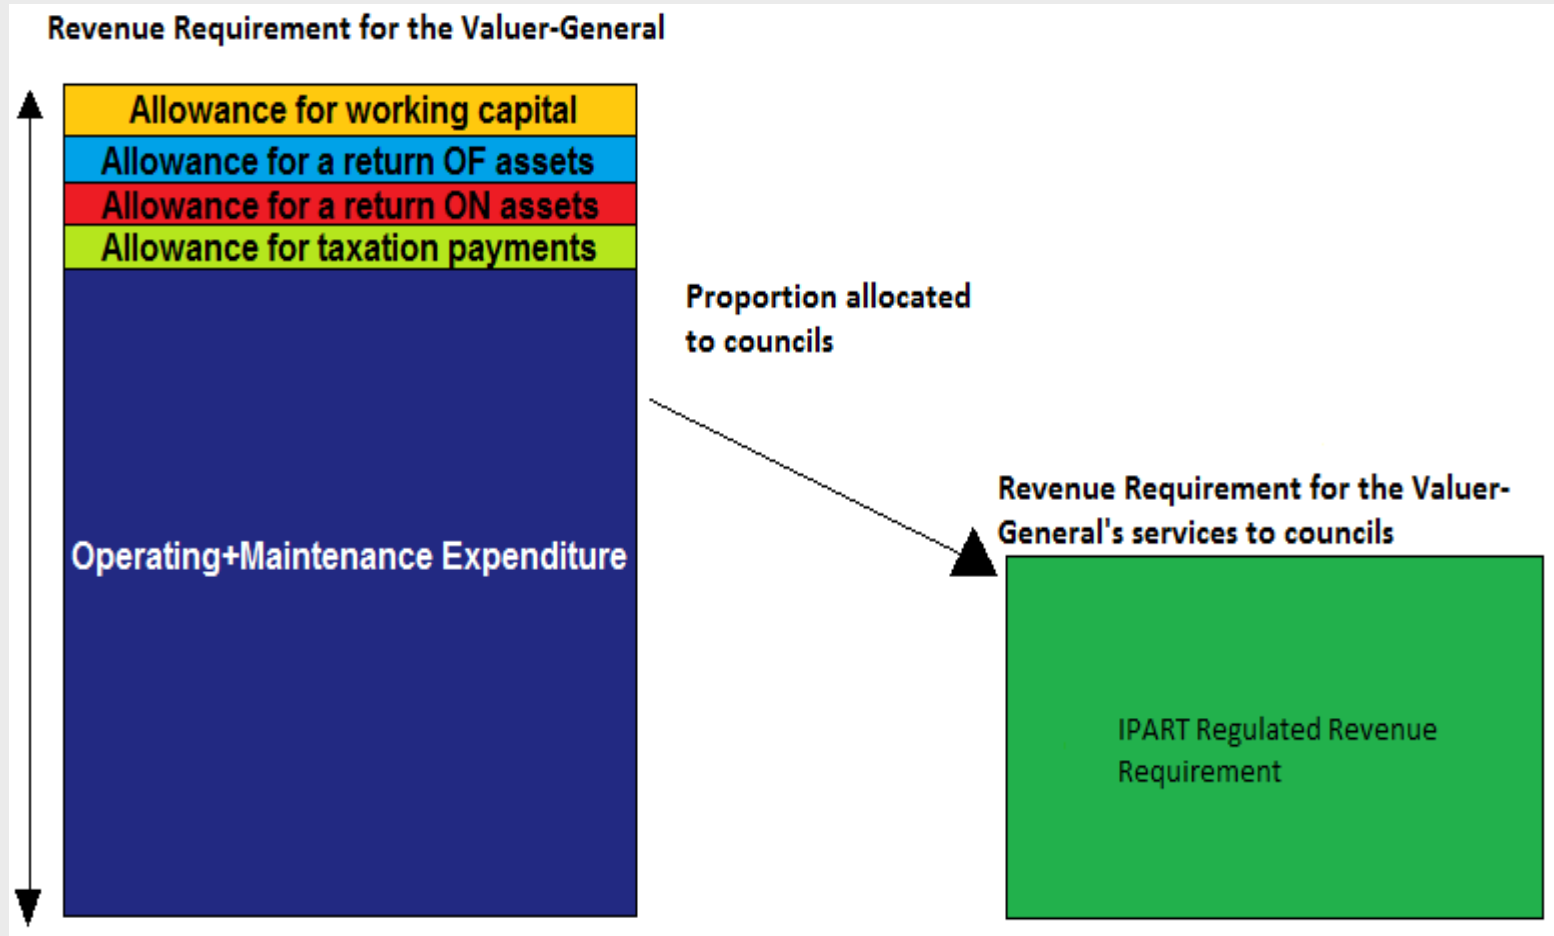 Revenue Requirement for the Valuer-General
Allowance for working capital
Allowance for a return OF assets
Allowance for a return ON assets
Allowance for taxation payments
Operating+Maintenance Expenditure
Proportion allocated
to councils
Revenue Requirement for the Valuer-
General's services to councils
IPART Regulated Revenue
Requirement